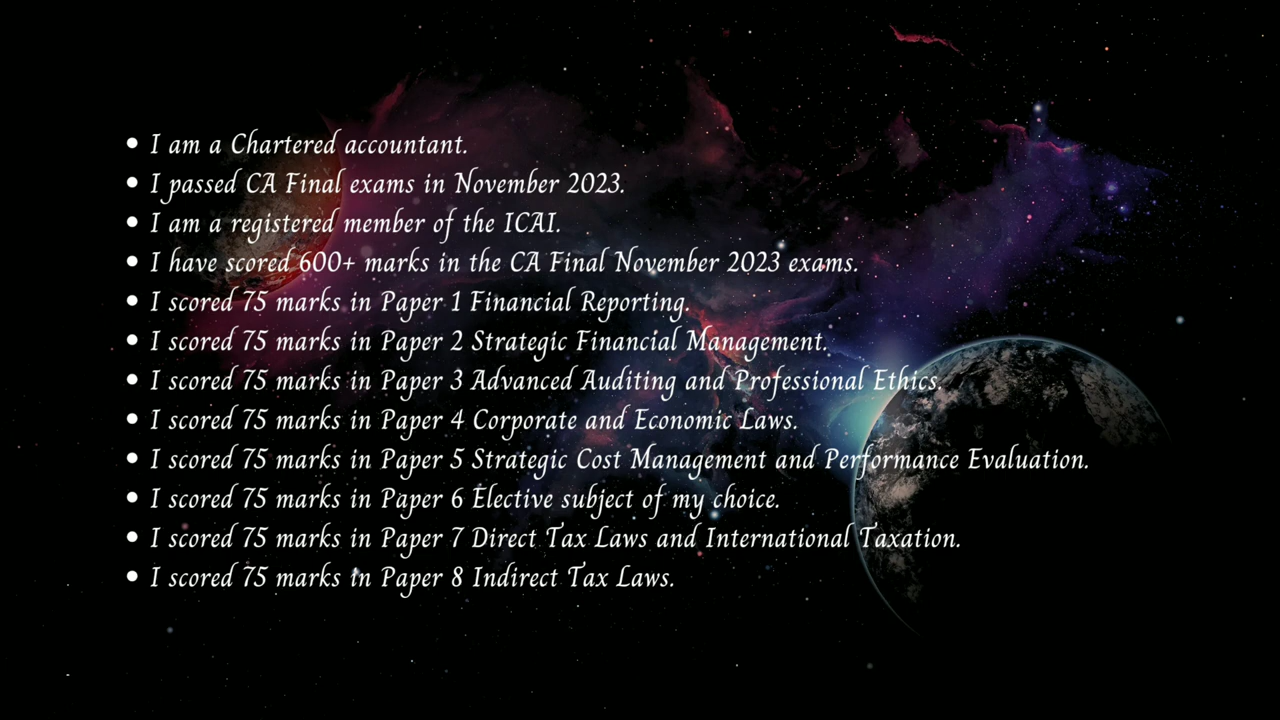 • I am a Chartered accountant.
• I passed CA Final exams in November 2023.
• I am a registered member of the ICAI.
• I have scored 600+ marks in the CA Final November 2023 exams.
• I scored 75 marks in Paper 1 Financial Reporting.
• I scored 75 marks in Paper 2 Strategic Financial Management.
• I scored 75 marks in Paper 3 Advanced Auditing and Professional Ethics.
• I scored 75 marks in Paper 4 Corporate and Economic Laws.
• I scored 75 marks in Paper 5 Strategic Cost Management and Performance Evaluation.
• I scored 75 marks in Paper 6 Elective subject of my choice.
• I scored 75 marks in Paper 7 Direct Tax Laws and International Taxation.
• I scored 75 marks in Paper 8 Indirect Tax Laws.